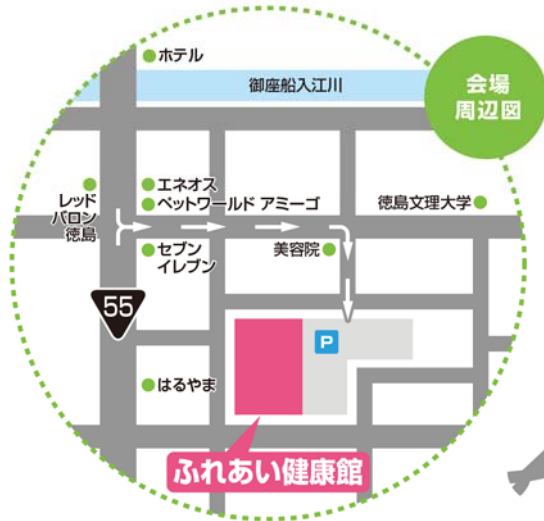 ホテル
御座船入江川
会場
周辺図
エネオス
ペットワールド アミーゴ
レッド
バロン
徳島
徳島文理大学
セブン
イレブン
美容院
55
P
はるやま
ふれあい健康館